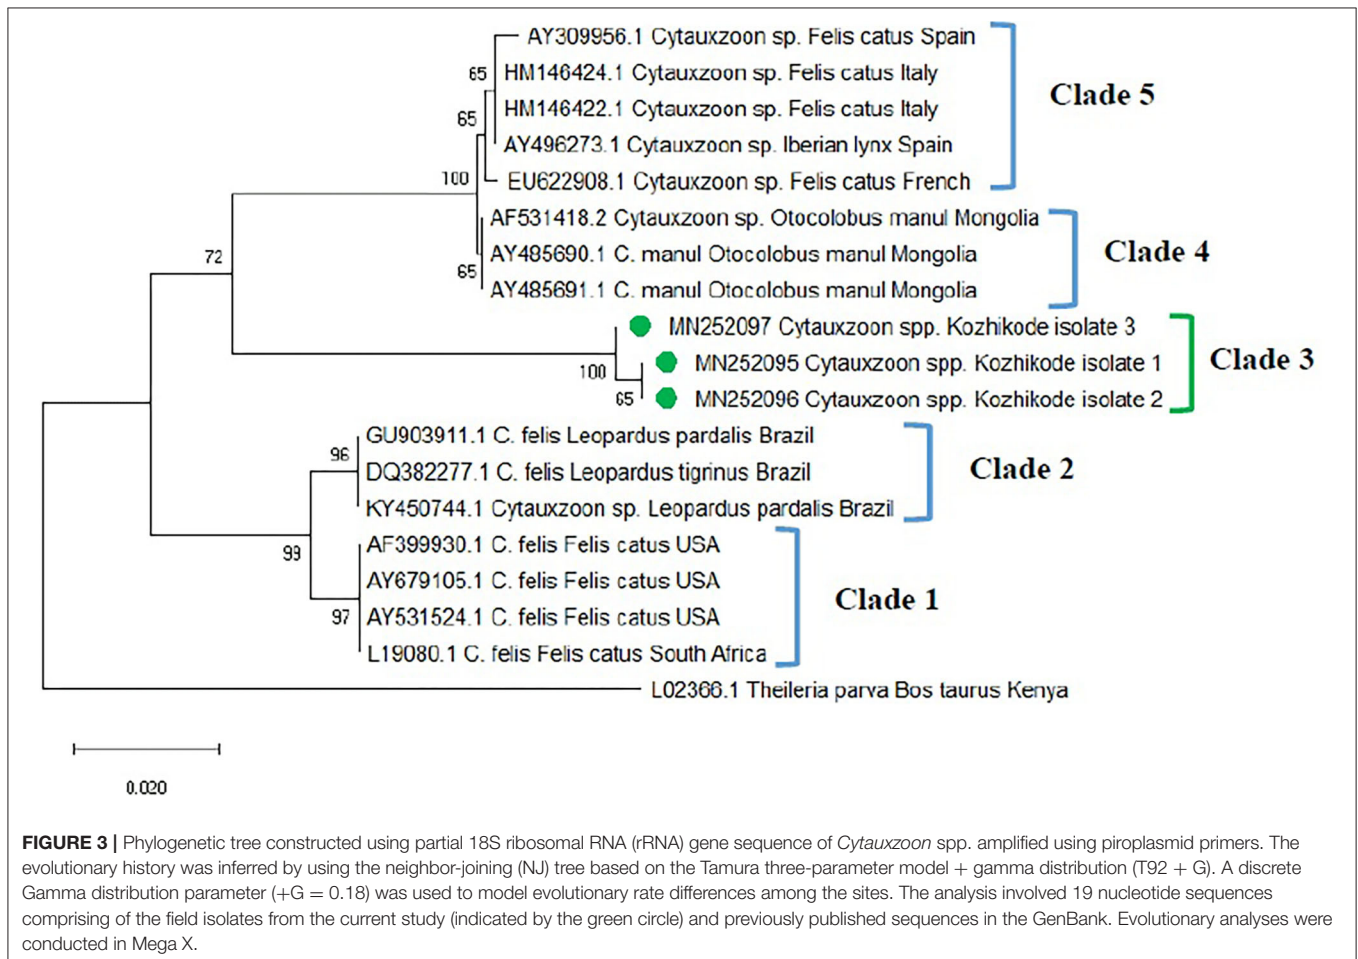 AY309956.1 Cytauxzoon sp. Felis catus Spain
65
HM146424.1 Cytauxzoon sp. Felis catus Italy
Clade 5
HM146422.1 Cytauxzoon sp. Felis catus Italy
65
AY496273.1 Cytauxzoon sp. Iberian lynx Spain
100
EU622908.1 Cytauxzoon sp. Felis catus French
AF531418.2 Cytauxzoon sp. Otocolobus manul Mongolia
72
AY485690.1 C. manul Otocolobus manul Mongolia
Clade 4
65
AY485691.1 C. manul Otocolobus manul Mongolia
MN252097 Cytauxzoon spp. Kozhikode isolate 3
Clade 3
100
MN252095 Cytauxzoon spp. Kozhikode isolate 1
65
MN252096 Cytauxzoon spp. Kozhikode isolate 2
GU903911.1 C. felis Leopardus pardalis Brazil
96
DQ382277.1 C. felis Leopardus tigrinus Brazil
Clade 2
KY450744.1 Cytauxzoon sp. Leopardus pardalis Brazil
99
AF399930.1 C. felis Felis catus USA
AY679105.1 C. felis Felis catus USA
Clade 1
97
AY531524.1 C. felis Felis catus USA
L19080.1 C. felis Felis catus South Africa
L02366.1 Theileria parva Bos taurus Kenya
0.020
FIGURE 3 | Phylogenetic tree constructed using partial 18S ribosomal RNA (rRNA) gene sequence of Cytauxzoon spp. amplified using piroplasmid primers. The
evolutionary history was inferred by using the neighbor-joining (NJ) tree based on the Tamura three-parameter model + gamma distribution (T92 + G). A discrete
Gamma distribution parameter (+G = 0.18) was used to model evolutionary rate differences among the sites. The analysis involved 19 nucleotide sequences
comprising of the field isolates from the current study (indicated by the green circle) and previously published sequences in the GenBank. Evolutionary analyses were
conducted in Mega X.